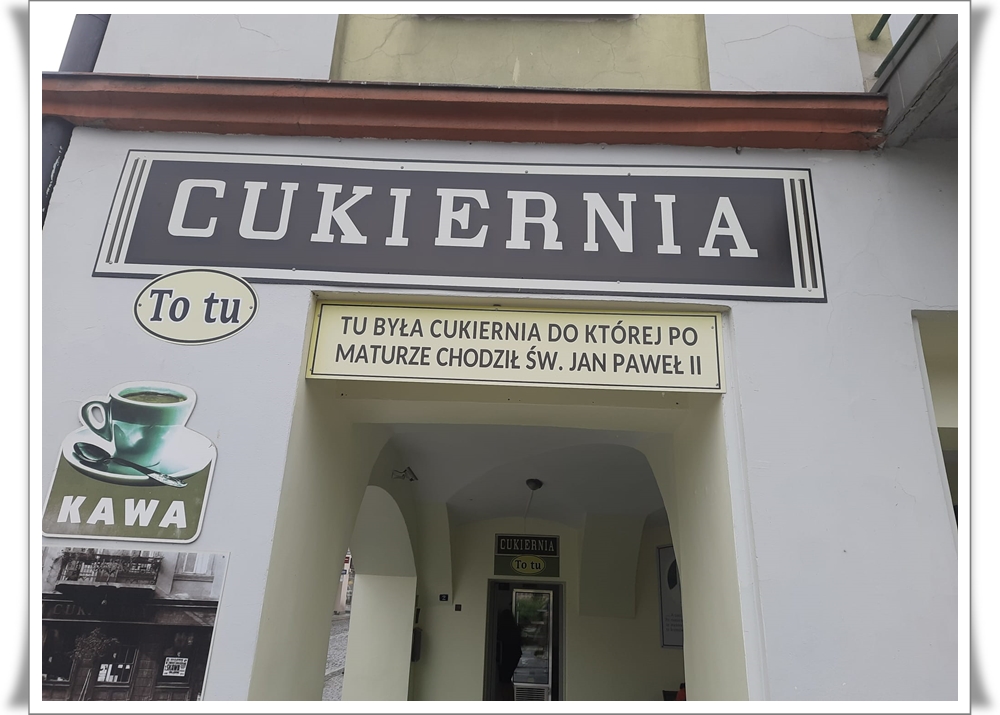 CUKIERNIA
To tu
TU BYŁA CUKIERNIA DO KTÓREJ PO
MATURZE CHODZIŁ ŚW. JAN PAWEŁ II
KAWA
CUKIERNIA
To tu